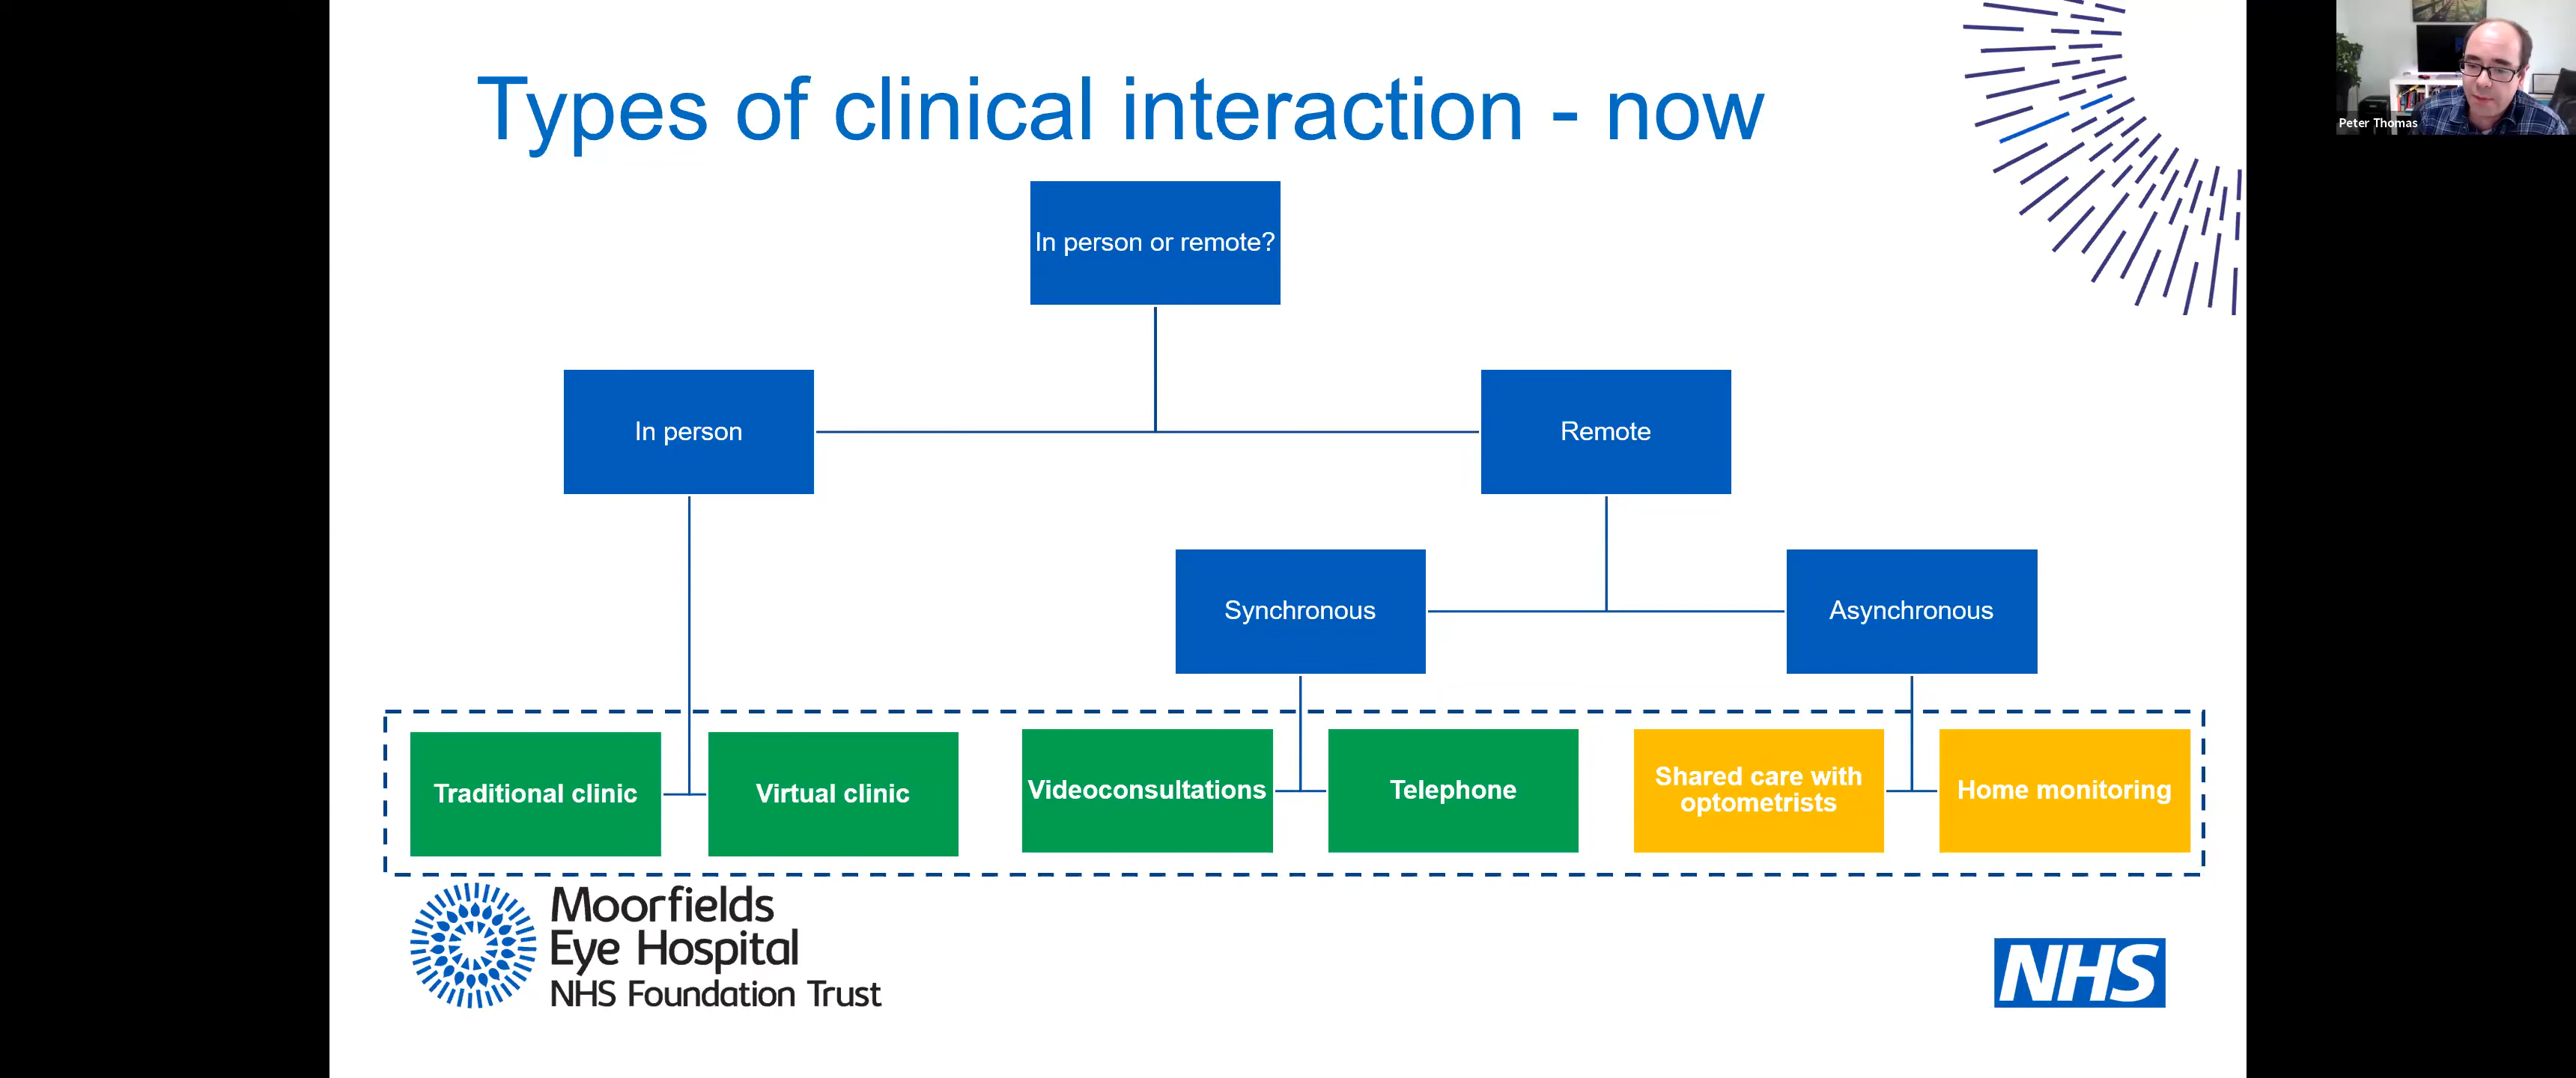 Types of clinical interaction - now
Peter Thomas
In person or remote?
In person
Remote
Synchronous
Asynchronous
Traditional clinic
Virtual clinic
Videoconsultations
Telephone
Shared care with
optometrists
Home monitoring
Moorfields
Eye Hospital
NHS Foundation Trust
NHS